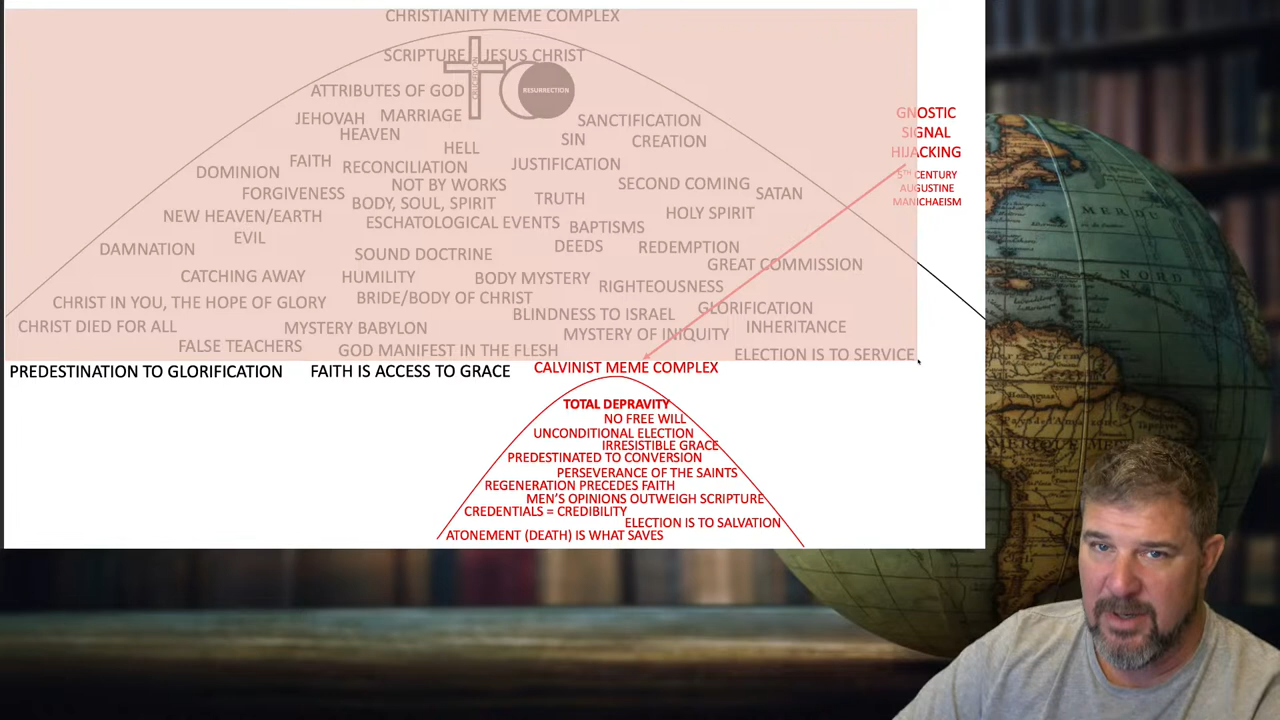 CHRISTIANITY MEME COMPLEX
SCRIPTURE JESUS CHRIST
CRUCIFIXION
ATTRIBUTES OF GOD
RESURRECTION
JEHOVAH MARRIAGE
SANCTIFICATION
HEAVEN
SIN
CREATION
HELL
FAITH
RECONCILIATION
JUSTIFICATION
DOMINION
NOT BY WORKS
SECOND COMING
FORGIVENESS
BODY, SOUL, SPIRIT
TRUTH
SATAN
NEW HEAVEN/EARTH
ESCHATOLOGICAL EVENTS
HOLY SPIRIT
EVIL
BAPTISMS
DAMNATION
SOUND DOCTRINE
DEEDS
REDEMPTION
GREAT COMMISSION
CATCHING AWAY
HUMILITY
BODY MYSTERY
RIGHTEOUSNESS
CHRIST IN YOU, THE HOPE OF GLORY
BRIDE/BODY OF CHRIST
GLORIFICATION
CHRIST DIED FOR ALL
MYSTERY BABYLON
BLINDNESS TO ISRAEL
INHERITANCE
MYSTERY OF INIQUITY
FALSE TEACHERS
GOD MANIFEST IN THE FLESH
ELECTION IS TO SERVICE
PREDESTINATION TO GLORIFICATION
FAITH IS ACCESS TO GRACE
GNOSTIC
SIGNAL
HIJACKING
5TH CENTURY
AUGUSTINE
MANICHAEISM
CALVINIST MEME COMPLEX
TOTAL DEPRAVITY
NO FREE WILL
UNCONDITIONAL ELECTION
IRRESISTIBLE GRACE
PREDESTINATED TO CONVERSION
PERSEVERANCE OF THE SAINTS
REGENERATION PRECEDES FAITH
MEN'S OPINIONS OUTWEIGH SCRIPTURE
CREDENTIALS = CREDIBILITY
ELECTION IS TO SALVATION
ATONEMENT (DEATH) IS WHAT SAVES
MER DU
NORD